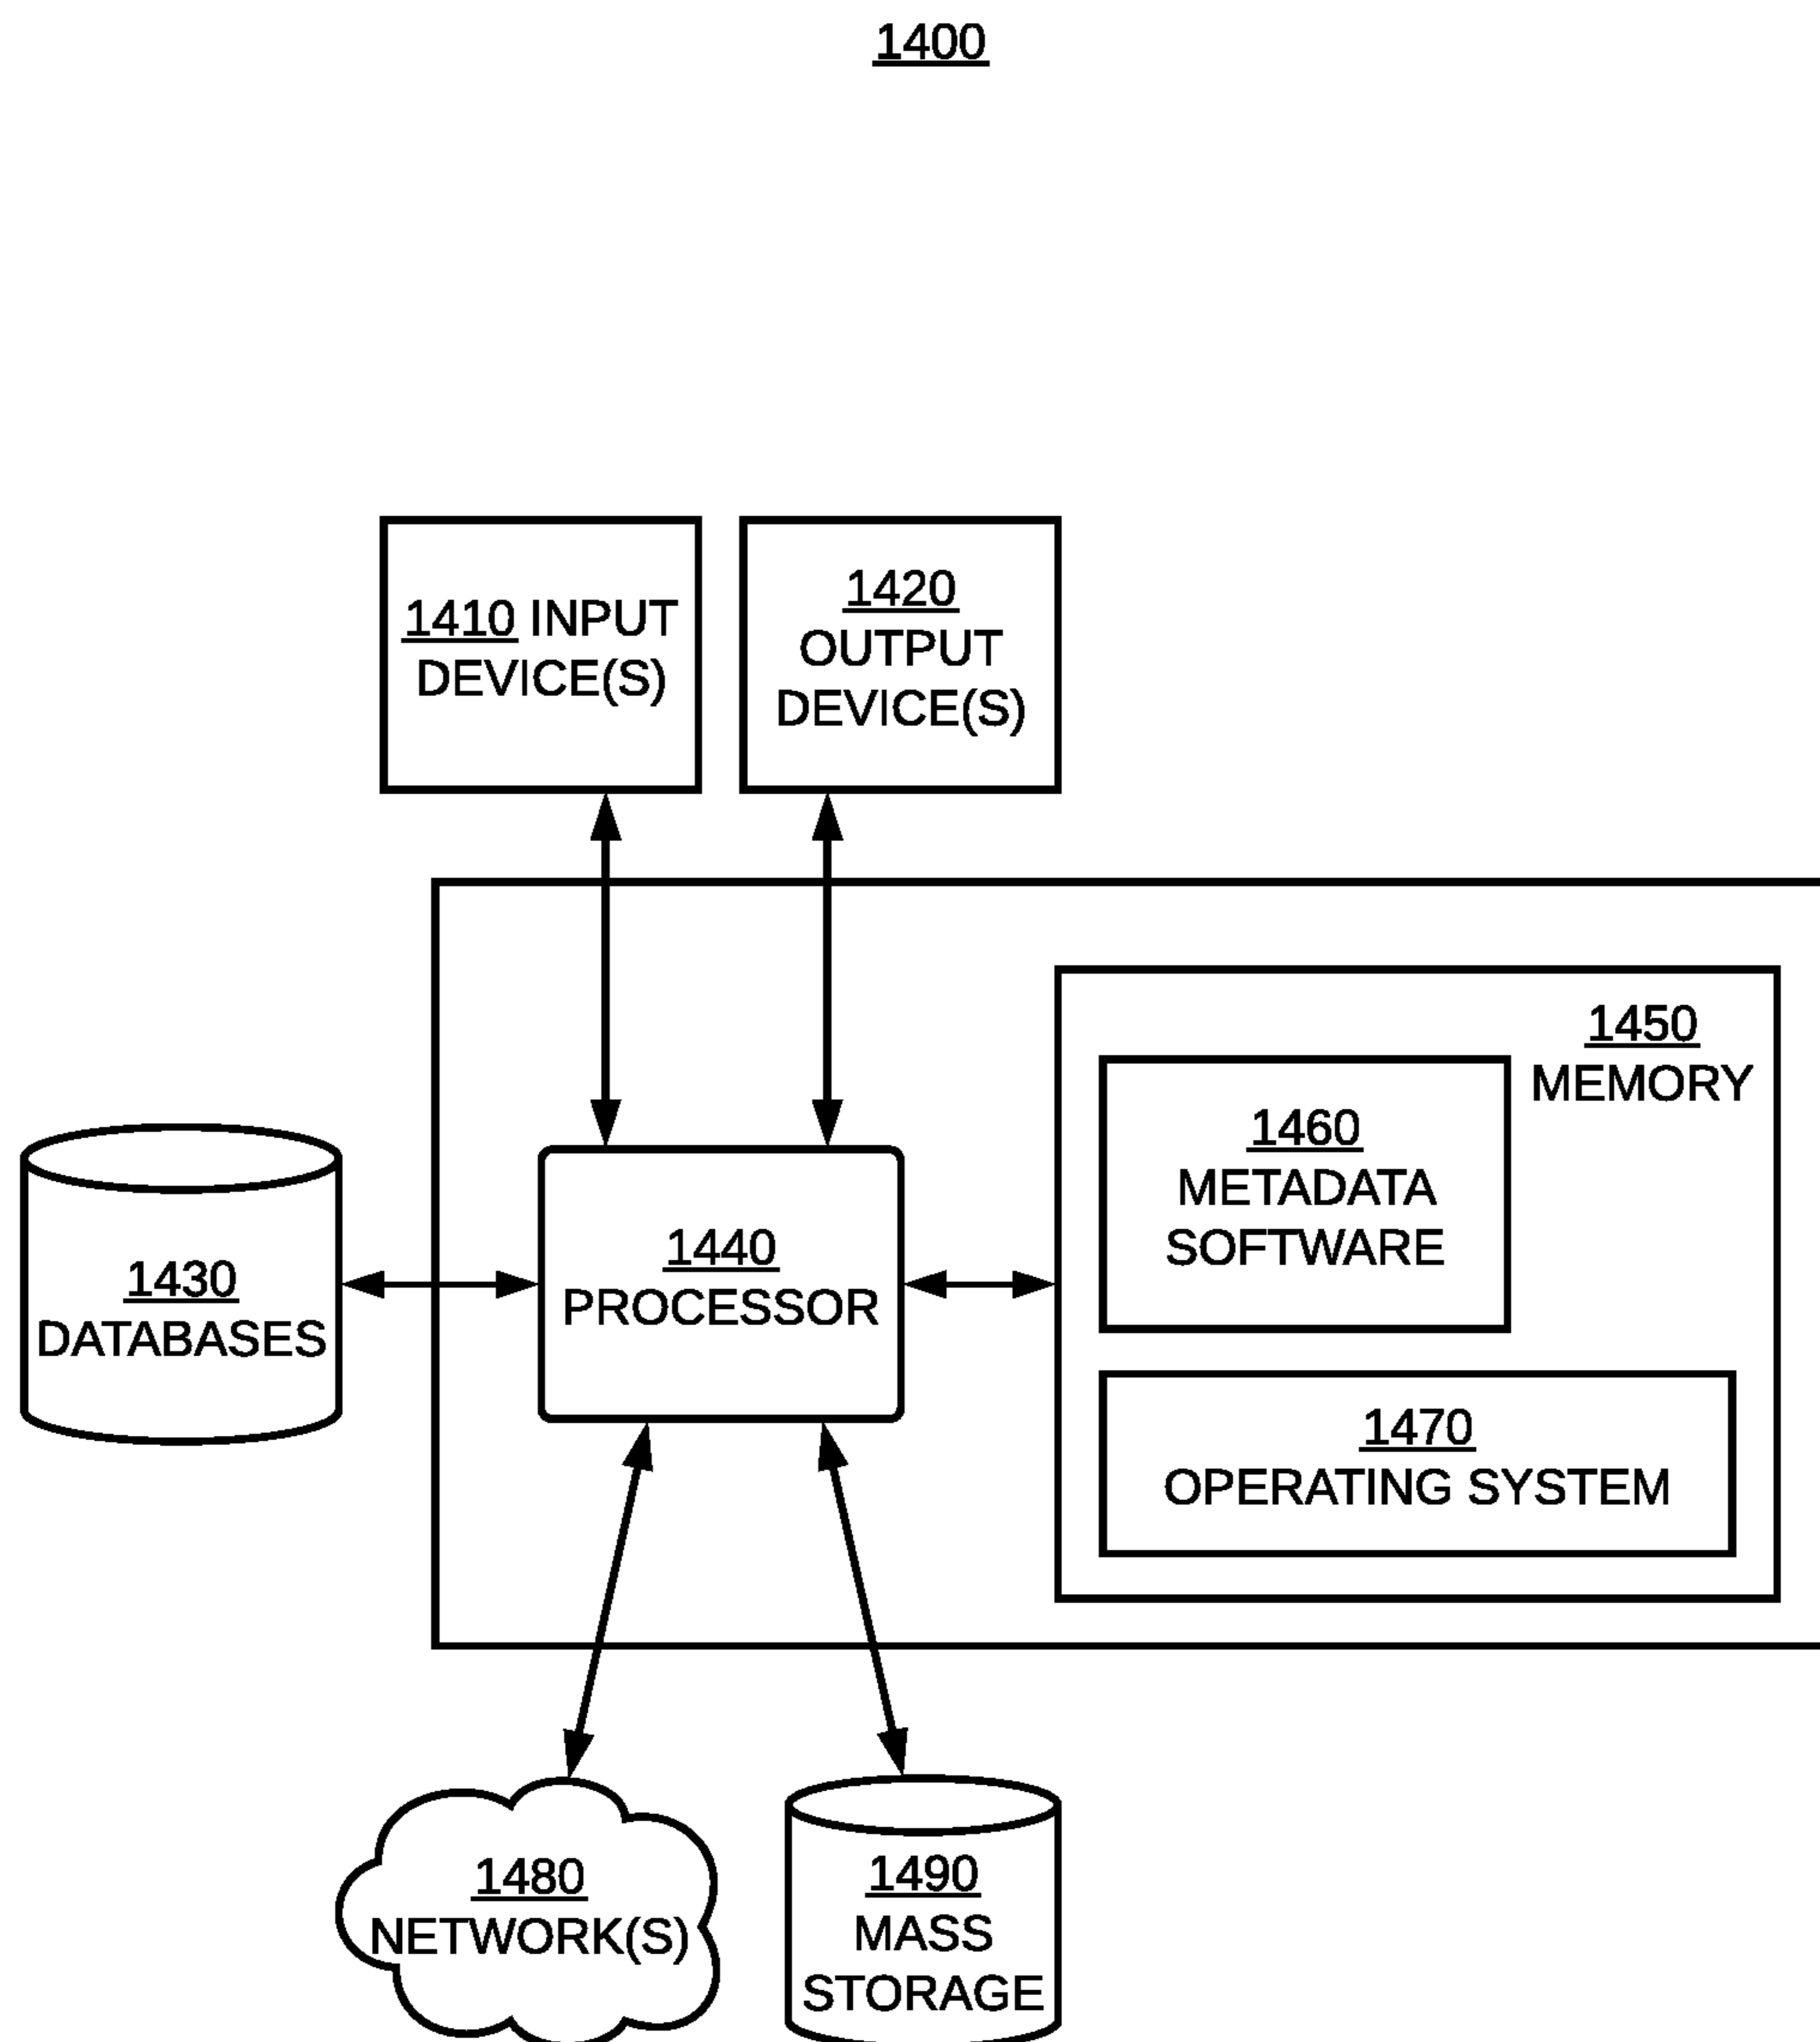 1400
1410 INPUT
DEVICE(S)
1420
OUTPUT
DEVICE(S)
1450
MEMORY
1460
METADATA
SOFTWARE
1440
PROCESSOR
1430
DATABASES
1470
OPERATING SYSTEM
1480
NETWORK(S)
1490
MASS
STORAGE